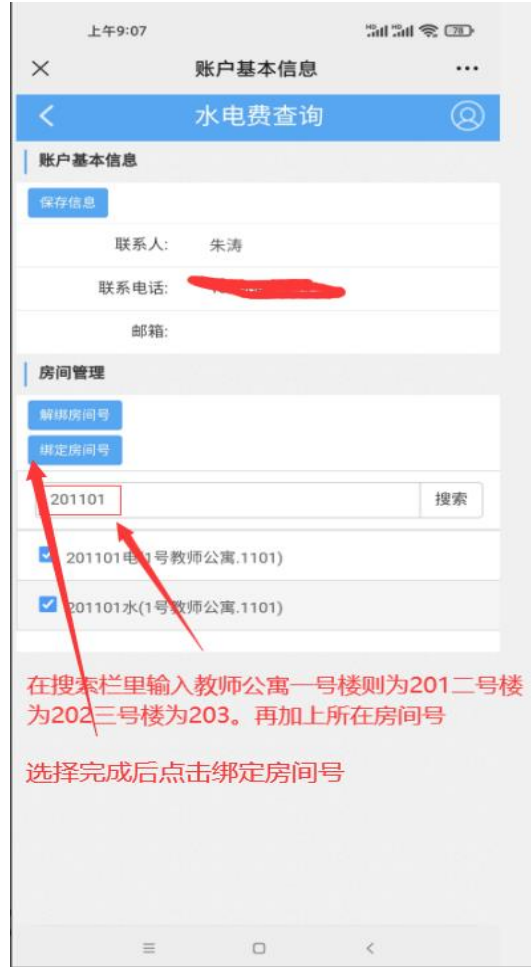 上午9:07
HD HD 78
账户基本信息
水电费查询
账户基本信息
保存信息
联系人: 朱涛
联系电话:
邮箱:
房间管理
解绑房间号
绑定房间号
201101 搜索
201101电(1号教师公寓.1101)
201101水(1号教师公寓.1101)
在搜索栏里输入教师公寓一号楼则为201二号楼
为202三号楼为203。再加上所在房间号
选择完成后点击绑定房间号